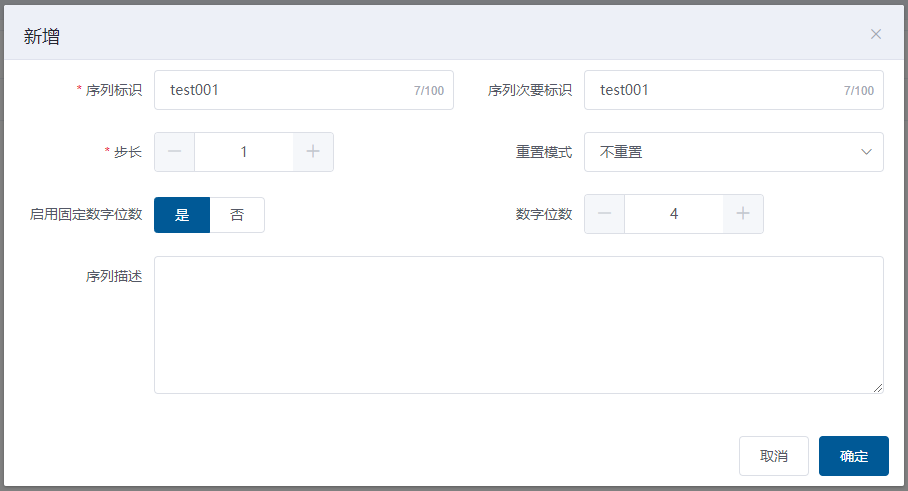 新增
* 序列标识 test001 7/100 序列次要标识 test001 7/100
* 步长 1 重置模式 不重置
启用固定数字位数 是 否 数字位数 4
序列描述
取消 确定